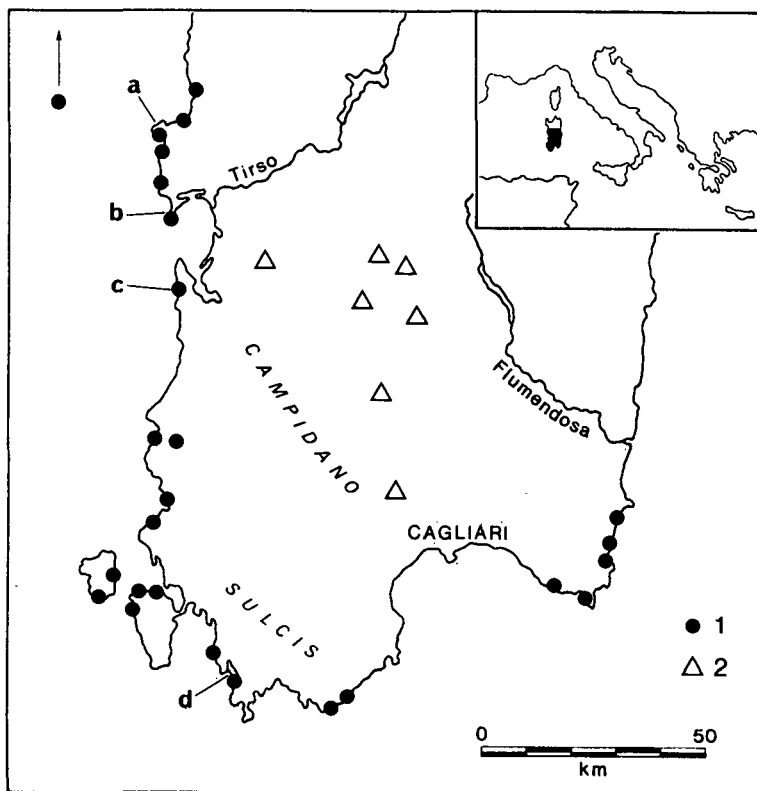 a
Tirso
b
c
CAMPIDANO
Flumendosa
CAGLIARI
SULCIS
1
2
d
0 50
km